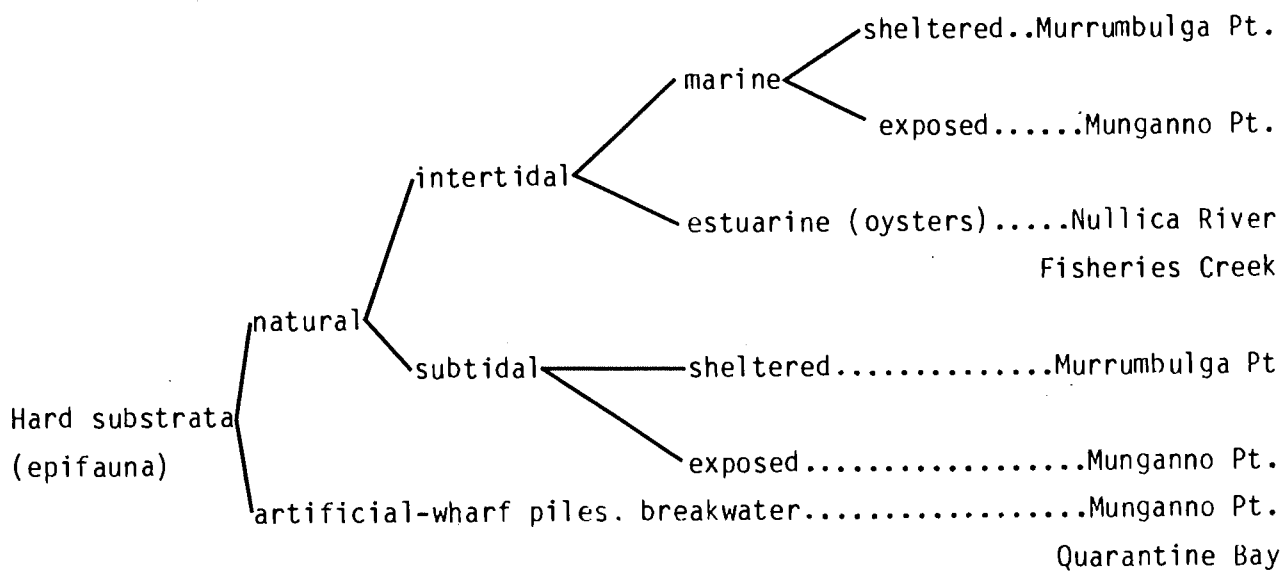 sheltered..Murrumbulga Pt.
marine
exposed......Munganno Pt.
intertidal
estuarine (oysters).....Nullica River
Fisheries Creek
natural
subtidal
sheltered..............Murrumbulga Pt
Hard substrata
(epifauna)
exposed..................Munganno Pt.
artificial-wharf piles. breakwater..................Munganno Pt.
Quarantine Bay